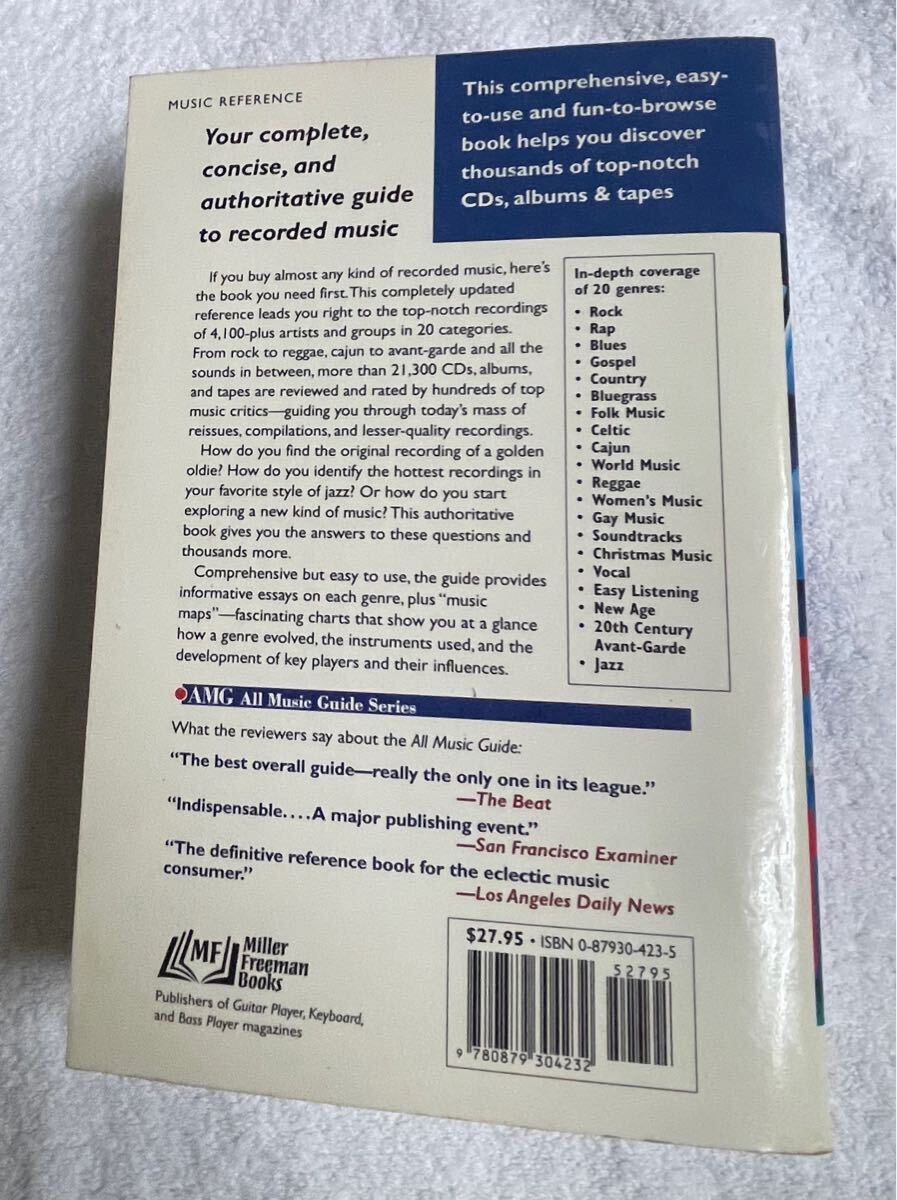 MUSIC REFERENCE
Your complete,
concise, and
authoritative guide
to recorded music
This comprehensive, easy-
to-use and fun-to-browse
book helps you discover
thousands of top-notch
CDs, albums & tapes
If you buy almost any kind of recorded music, here's
the book you need first. This completely updated
reference leads you right to the top-notch recordings
of 4,100-plus artists and groups in 20 categories.
From rock to reggae, cajun to avant-garde and all the
sounds in between, more than 21,300 CDs, albums,
and tapes are reviewed and rated by hundreds of top
music critics—guiding you through today's mass of
reissues, compilations, and lesser-quality recordings.
How do you find the original recording of a golden
oldie? How do you identify the hottest recordings in
your favorite style of jazz? Or how do you start
exploring a new kind of music? This authoritative
book gives you the answers to these questions and
thousands more.
Comprehensive but easy to use, the guide provides
informative essays on each genre, plus "music
maps"—fascinating charts that show you at a glance
how a genre evolved, the instruments used, and the
development of key players and their influences.
In-depth coverage
of 20 genres:
• Rock
• Rap
• Blues
• Gospel
• Country
• Bluegrass
• Folk Music
• Celtic
• Cajun
• World Music
• Reggae
• Women's Music
• Gay Music
• Soundtracks
• Christmas Music
• Vocal
• Easy Listening
• New Age
• 20th Century
Avant-Garde
• Jazz
AMG All Music Guide Series
What the reviewers say about the All Music Guide:
"The best overall guide—really the only one in its league."
—The Beat
"Indispensable....A major publishing event."
—San Francisco Examiner
"The definitive reference book for the eclectic music
consumer."
—Los Angeles Daily News
MF Miller
Freeman
Books
Publishers of Guitar Player, Keyboard,
and Bass Player magazines
$27.95 • ISBN 0-87930-423-5
52795
9 780879 304232